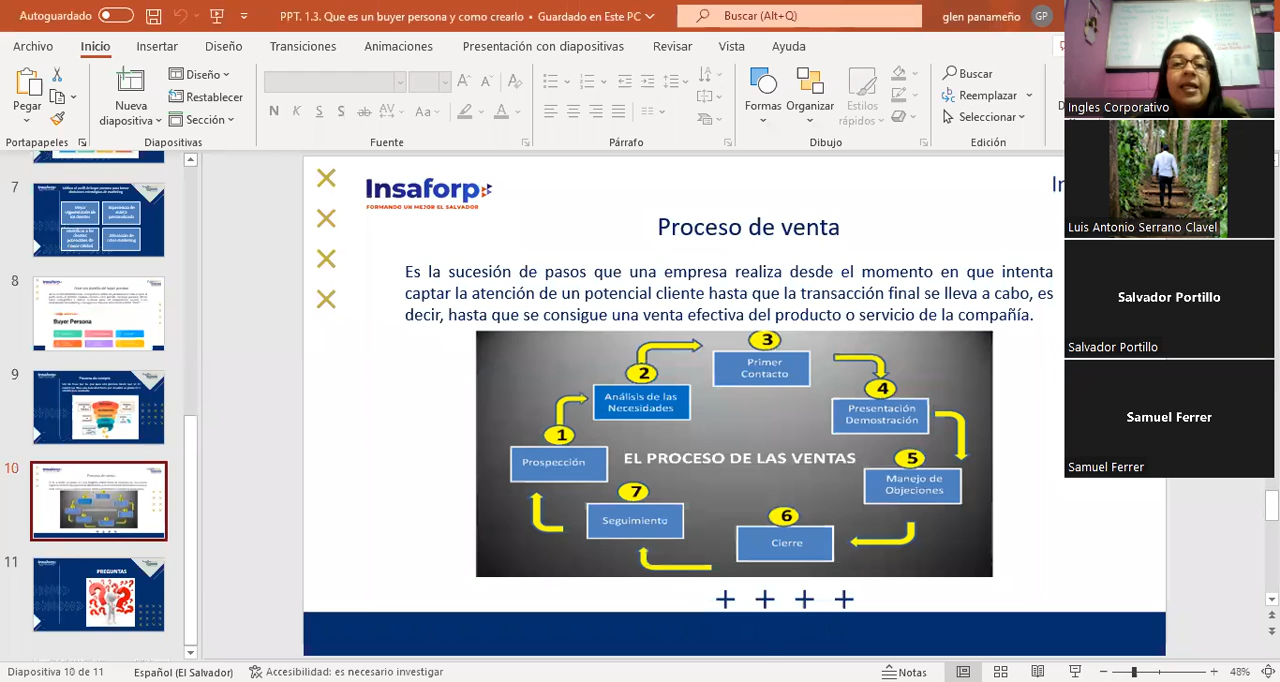 Autoguardado
PPT. 1.3. Que es un buyer persona y como crearlo • Guardado en Este PC
Buscar (Alt+Q)
glen panameño
GP
Archivo
Inicio
Insertar
Diseño
Transiciones
Animaciones
Presentación con diapositivas
Revisar
Vista
Ayuda
Pegar
Nueva
diapositiva
Diseño
Restablecer
Sección
N K S S ab AV Aa A
Formas
Organizar
Estilos
rápidos
Buscar
Reemplazar
Seleccionar
Portapapeles
Diapositivas
Fuente
Párrafo
Dibujo
Edición
Ingles Corporativo
Luis Antonio Serrano Clavel
Salvador Portillo
Salvador Portillo
Samuel Ferrer
Samuel Ferrer
7
8
Buyer Persona
9
10
11
PREGUNTAS
Insaforp
FORMANDO UN MEJOR EL SALVADOR
In
Proceso de venta
Es la sucesión de pasos que una empresa realiza desde el momento en que intenta
captar la atención de un potencial cliente hasta que la transacción final se lleva a cabo, es
decir, hasta que se consigue una venta efectiva del producto o servicio de la compañía.
3
Primer
Contacto
2
Análisis de las
Necesidades
4
Presentación
Demostración
1
Prospección
EL PROCESO DE LAS VENTAS
5
Manejo de
Objeciones
7
Seguimiento
6
Cierre
Diapositiva 10 de 11
Español (El Salvador)
Accesibilidad: es necesario investigar
Notas
48%